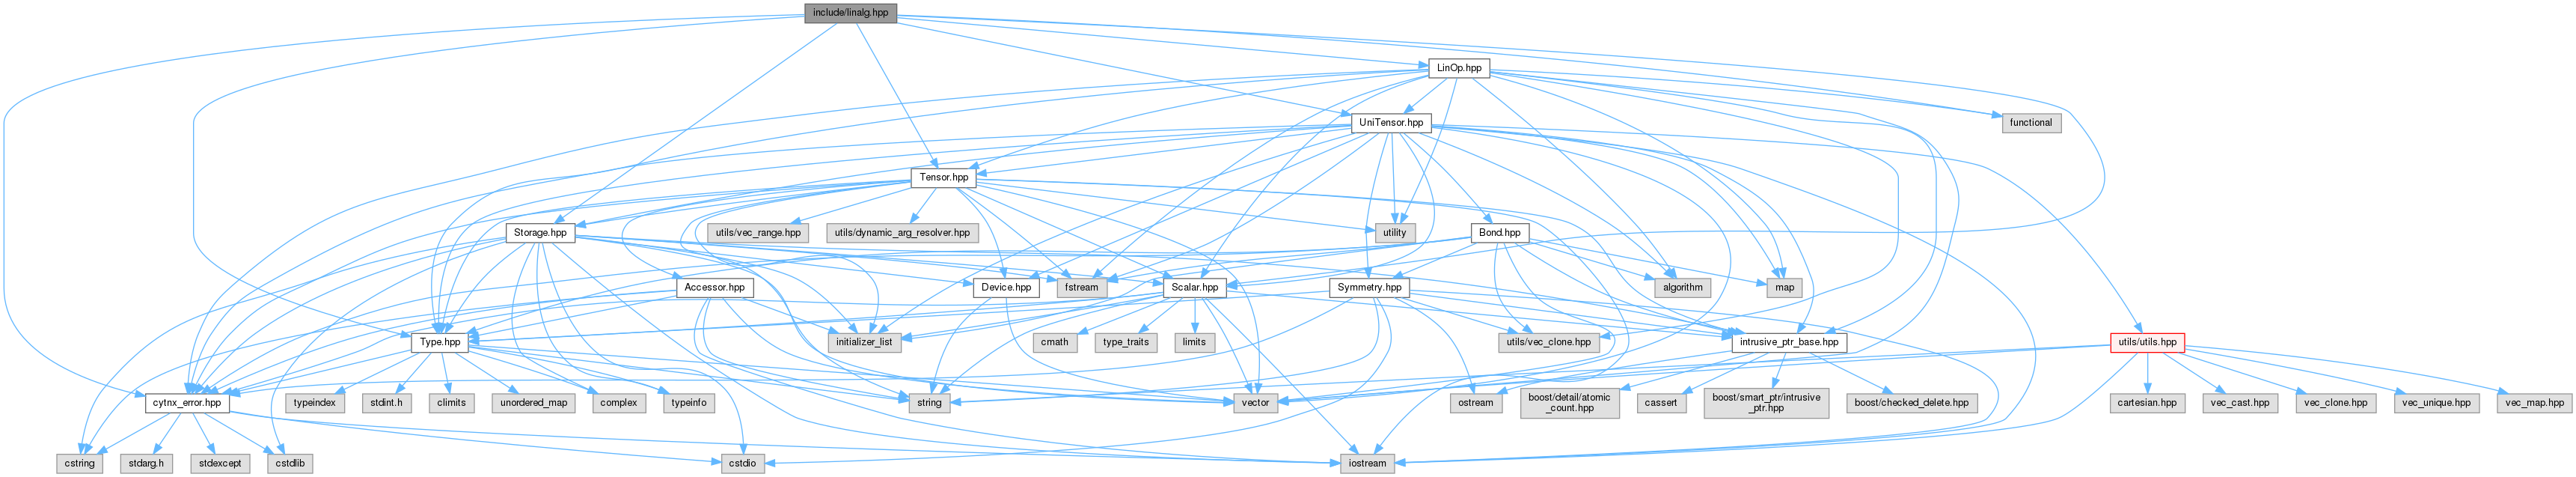 include/linalg.hpp
LinOp.hpp
UniTensor.hpp
functional
Tensor.hpp
Storage.hpp
utils/vec_range.hpp
utils/dynamic_arg_resolver.hpp
utility
Bond.hpp
Accessor.hpp
Device.hpp
fstream
Scalar.hpp
Symmetry.hpp
algorithm
map
Type.hpp
initializer_list
cmath
type_traits
limits
utils/vec_clone.hpp
intrusive_ptr_base.hpp
utils/utils.hpp
cytnx_error.hpp
typeindex
stdint.h
climits
unordered_map
complex
typeinfo
string
vector
ostream
boost/detail/atomic
_count.hpp
cassert
boost/smart_ptr/intrusive
_ptr.hpp
boost/checked_delete.hpp
cartesian.hpp
vec_cast.hpp
vec_clone.hpp
vec_unique.hpp
vec_map.hpp
cstring
stdarg.h
stdexcept
cstdlib
cstdio
iostream